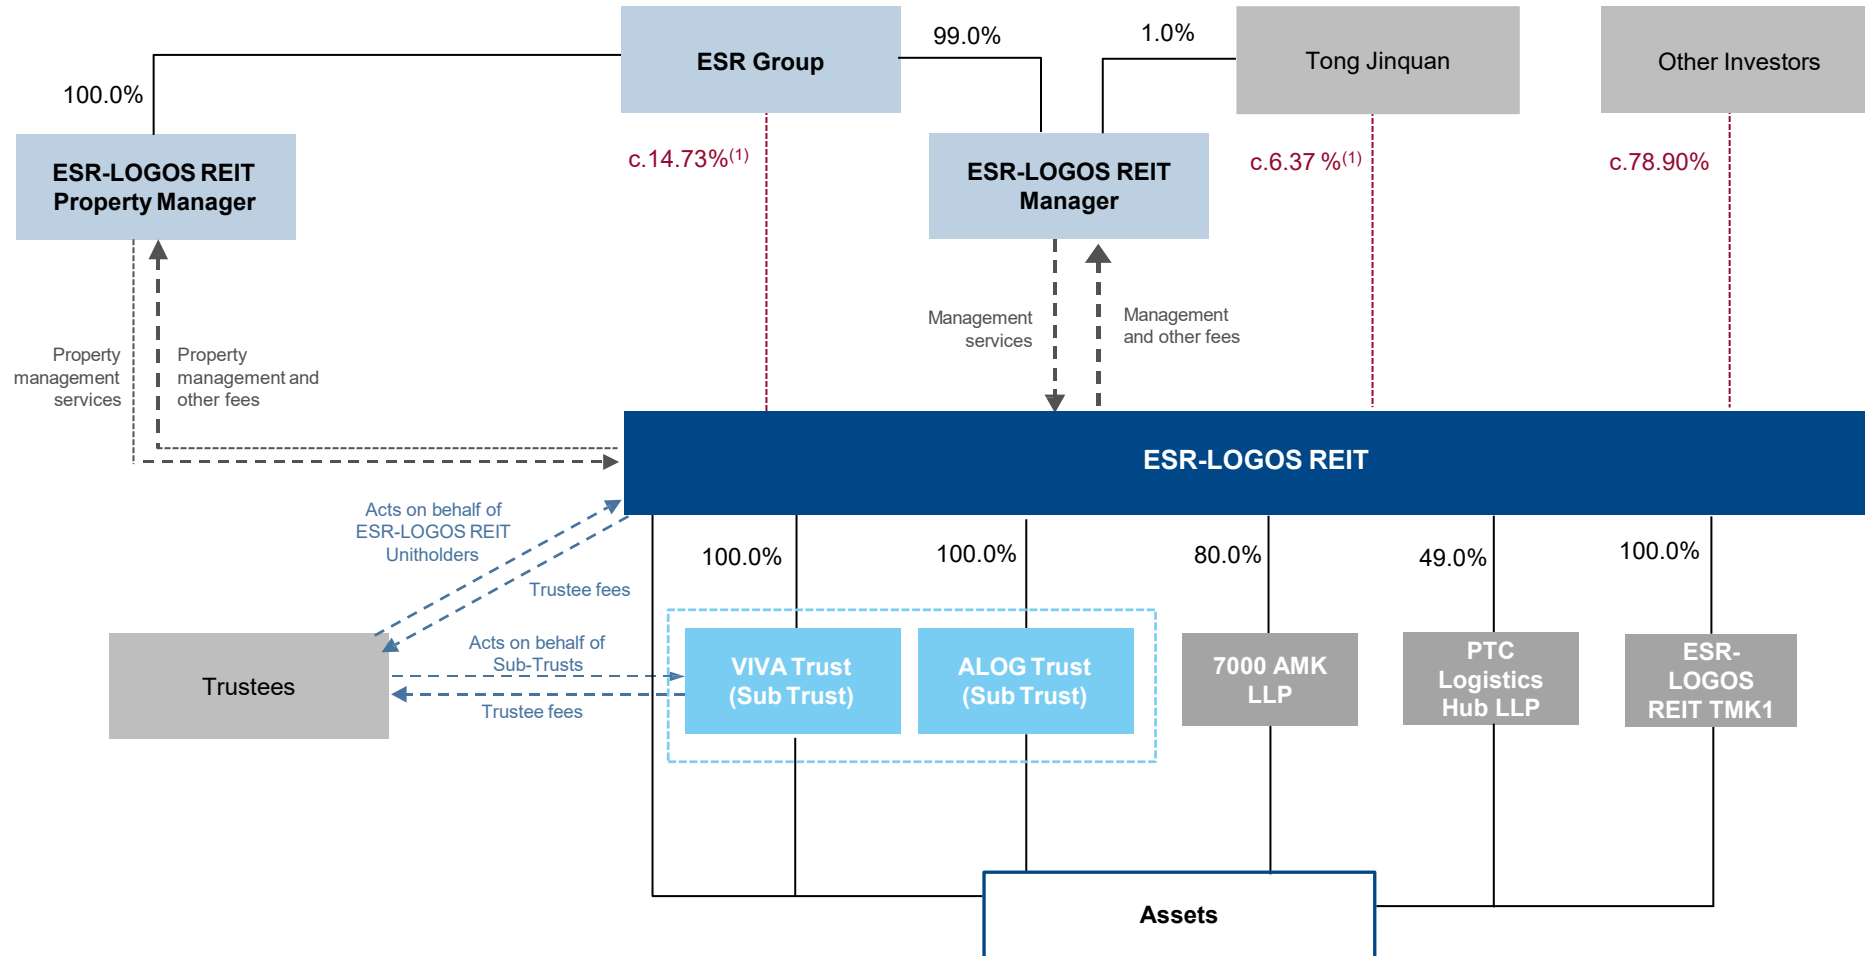 ESR Group
99.0%
1.0%
Tong Jinquan
Other Investors
100.0%
ESR-LOGOS REIT
Property Manager
c.14.73%(1)
ESR-LOGOS REIT
Manager
c.6.37 %(1)
c.78.90%
Property
management
services
Property
management and
other fees
Management
services
Management
and other fees
ESR-LOGOS REIT
Acts on behalf of
ESR-LOGOS REIT
Unitholders
Trustee fees
100.0%
100.0%
80.0%
49.0%
100.0%
Trustees
Acts on behalf of
Sub-Trusts
Trustee fees
VIVA Trust
(Sub Trust)
ALOG Trust
(Sub Trust)
7000 AMK
LLP
PTC
Logistics
Hub LLP
ESR-
LOGOS
REIT TMK1
Assets